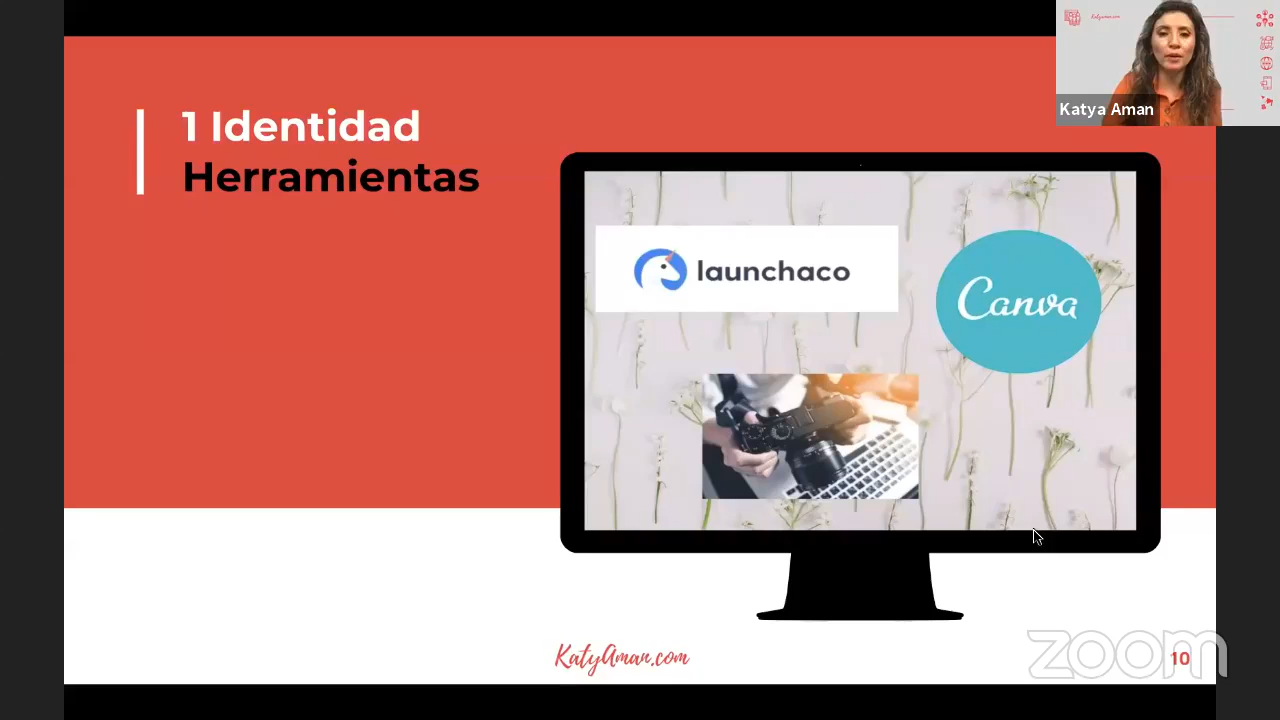 1 Identidad
Herramientas
Katya Aman
launchaco
Canva
KatyAman.com
10
zoom